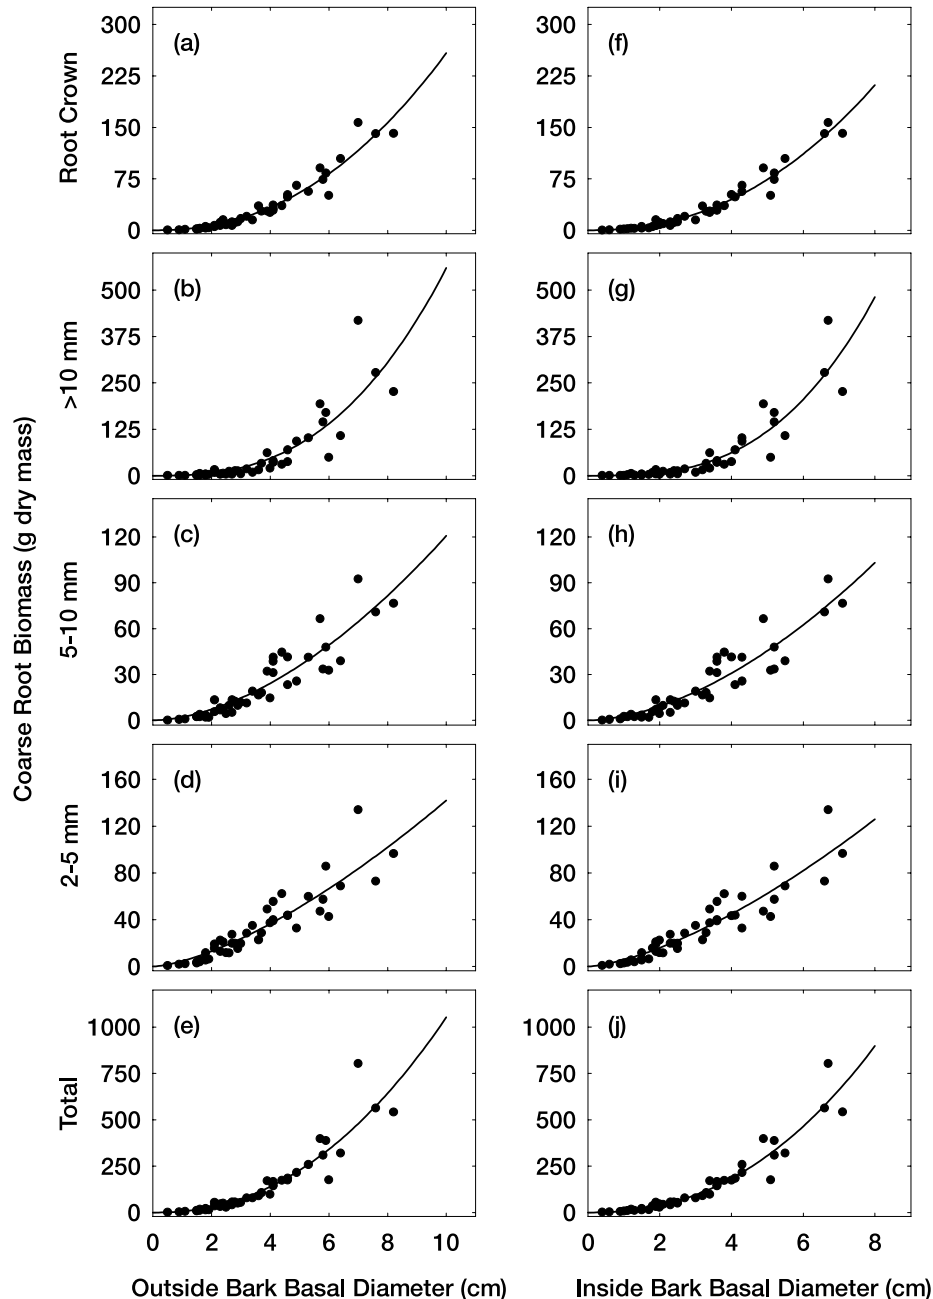 Coarse Root Biomass (g dry mass)
Root Crown
300
225
150
75
0
(a)
(f)
>10 mm
500
375
250
125
0
(b)
(g)
5-10 mm
120
90
60
30
0
(c)
(h)
2-5 mm
160
120
80
40
0
(d)
(i)
Total
1000
750
500
250
0
(e)
(j)
0 2 4 6 8 10
0 2 4 6 8
Outside Bark Basal Diameter (cm)
Inside Bark Basal Diameter (cm)